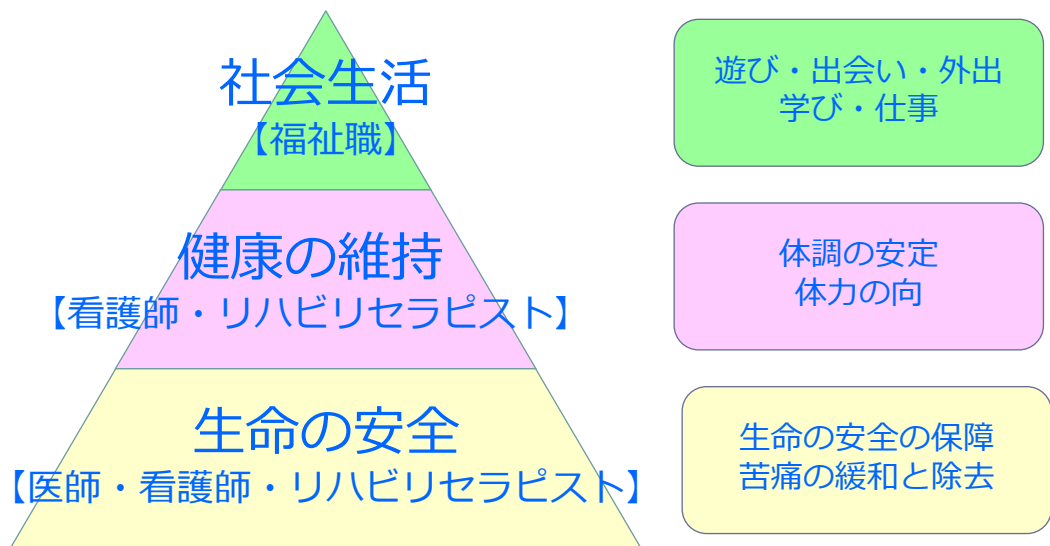 社会生活
【福祉職】
遊び・出会い・外出
学び・仕事
健康の維持
【看護師・リハビリセラピスト】
体調の安定
体力の向
生命の安全
【医師・看護師・リハビリセラピスト】
生命の安全の保障
苦痛の緩和と除去